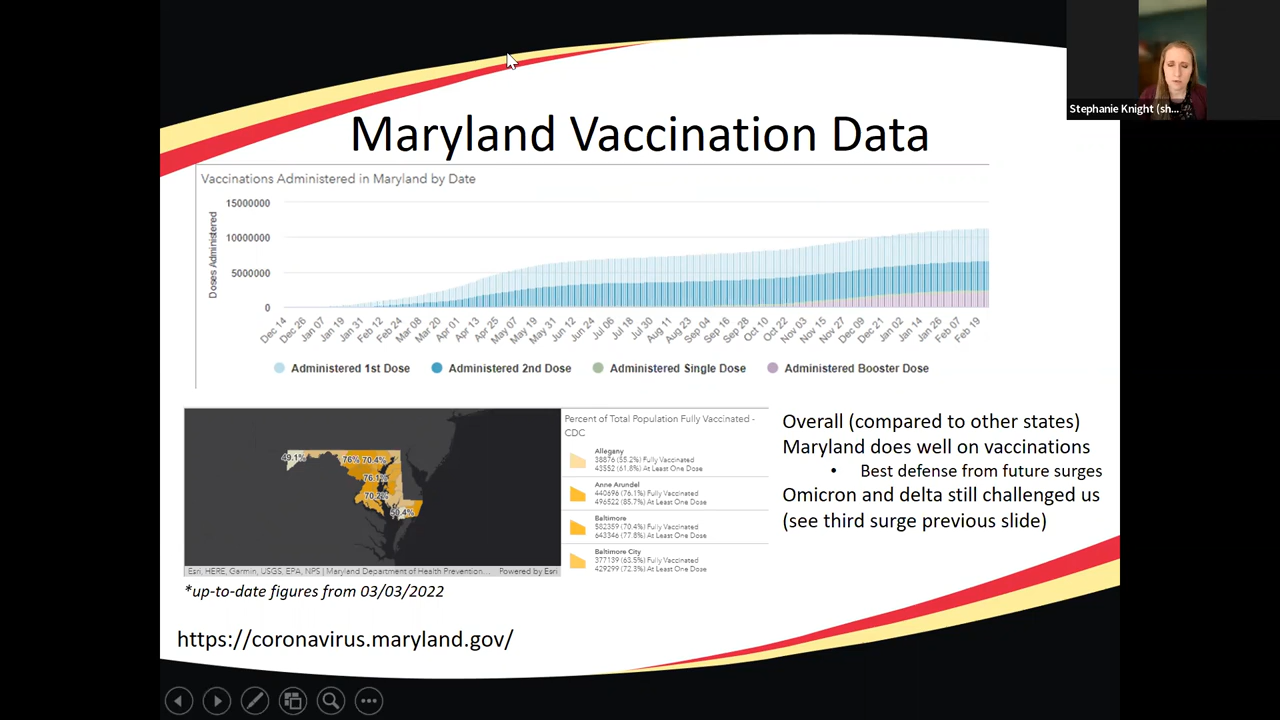 Stephanie Knight (sh...
Maryland Vaccination Data
Vaccinations Administered in Maryland by Date
Doses Administered
15000000
10000000
5000000
0
Dec 14
Dec 26
Jan 07
Jan 19
Jan 31
Feb 12
Feb 24
Mar 08
Mar 20
Apr 01
Apr 13
Apr 25
May 07
May 19
May 31
Jun 12
Jun 24
Jul 06
Jul 18
Jul 30
Aug 11
Aug 23
Sep 04
Sep 16
Sep 28
Oct 10
Oct 22
Nov 03
Nov 15
Nov 27
Dec 09
Dec 21
Jan 02
Jan 14
Jan 26
Feb 07
Feb 19
Administered 1st Dose
Administered 2nd Dose
Administered Single Dose
Administered Booster Dose
49.1%
76% 70.4%
76.1%
Esri, HERE, Garmin, USGS, EPA, NPS | Maryland Department of Health Prevention... Powered by Esri
Percent of Total Population Fully Vaccinated -
CDC
Allegany
38876 (55.2%) Fully Vaccinated
43552 (61.8%) At Least One Dose
Anne Arundel
440696 (76.1%) Fully Vaccinated
496522 (85.7%) At Least One Dose
Baltimore
582359 (70.4%) Fully Vaccinated
643346 (77.8%) At Least One Dose
Baltimore City
377139 (63.5%) Fully Vaccinated
429299 (72.3%) At Least One Dose
Overall (compared to other states)
Maryland does well on vaccinations
• Best defense from future surges
Omicron and delta still challenged us
(see third surge previous slide)
*up-to-date figures from 03/03/2022
https://coronavirus.maryland.gov/